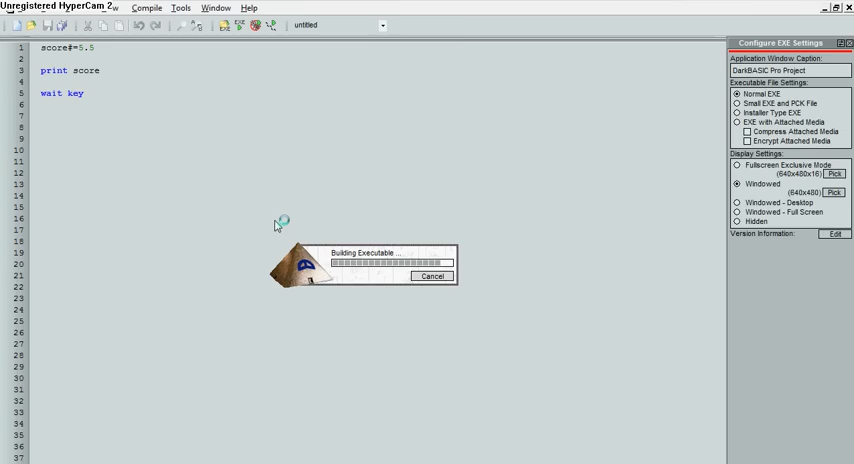 Unregistered HyperCam 2
Compile Tools Window Help
untitled
1 score#=5.5
2
3 print score
4
5 wait key
6
7
8
9
10
11
12
13
14
15
16
17
18
19
20
21
22
23
24
25
26
27
28
29
30
31
32
33
34
35
36
37
Building Executable ...
Cancel
Configure EXE Settings
Application Window Caption:
DarkBASIC Pro Project
Executable File Settings:
Normal EXE
Small EXE and PCK File
Installer Type EXE
EXE with Attached Media
Compress Attached Media
Encrypt Attached Media
Display Settings:
Fullscreen Exclusive Mode
(640x480x16) Pick
Windowed
(640x480) Pick
Windowed - Desktop
Windowed - Full Screen
Hidden
Version Information: Edit